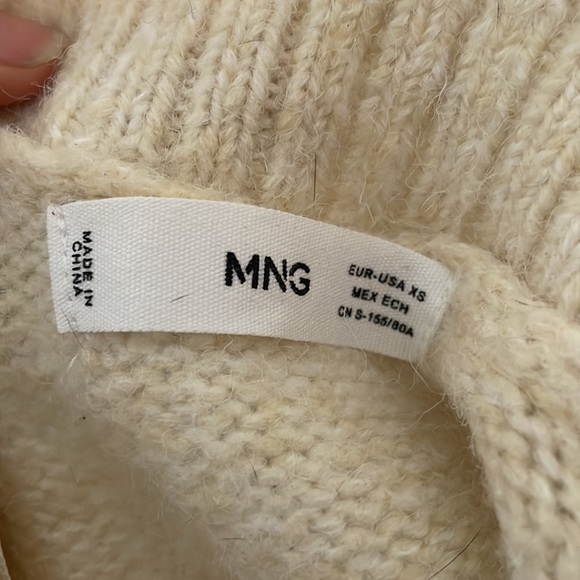 MADE IN
CHINA
MNG
EUR-USA XS
MEX ECH
CN S-155/80A